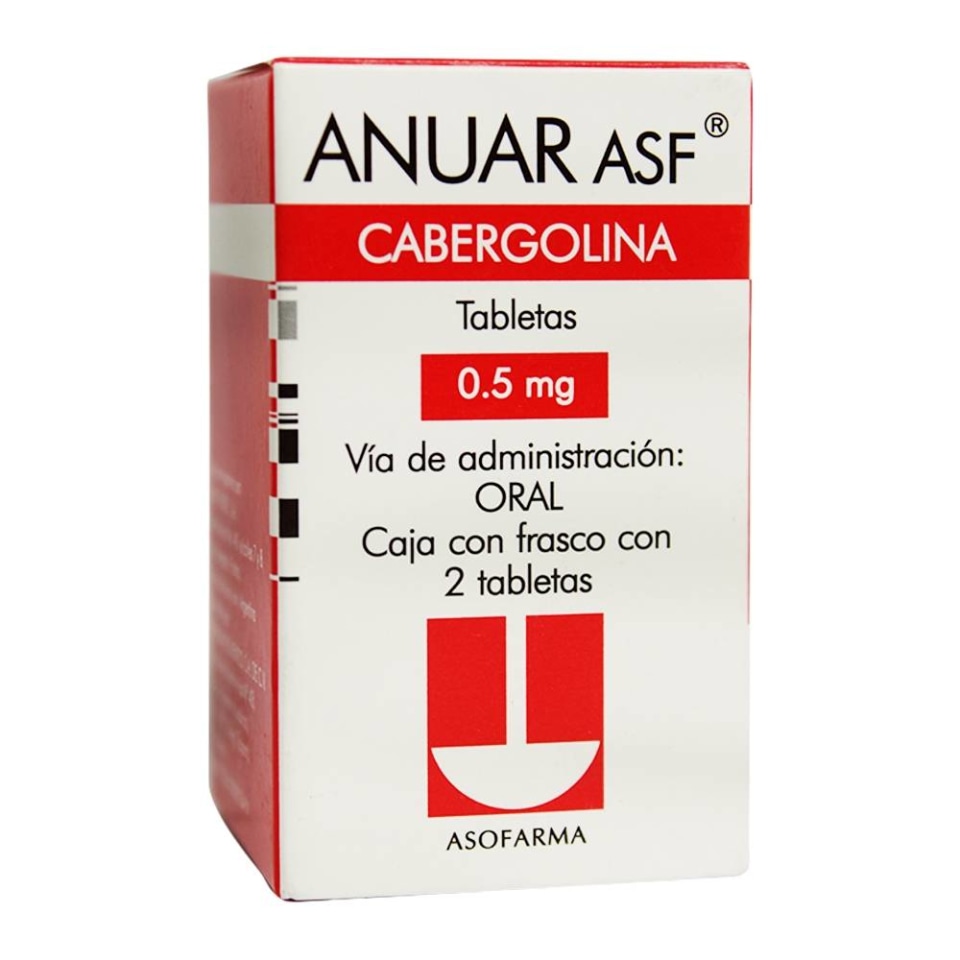 ANUAR ASF®
CABERGOLINA
Tabletas
0.5 mg
Vía de administración:
ORAL
Caja con frasco con
2 tabletas
ASOFARMA